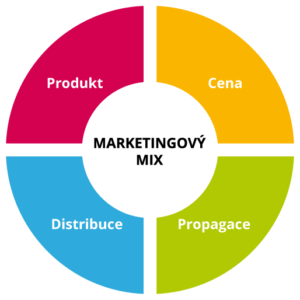 Produkt
Cena
MARKETINGOVÝ
MIX
Distribuce
Propagace